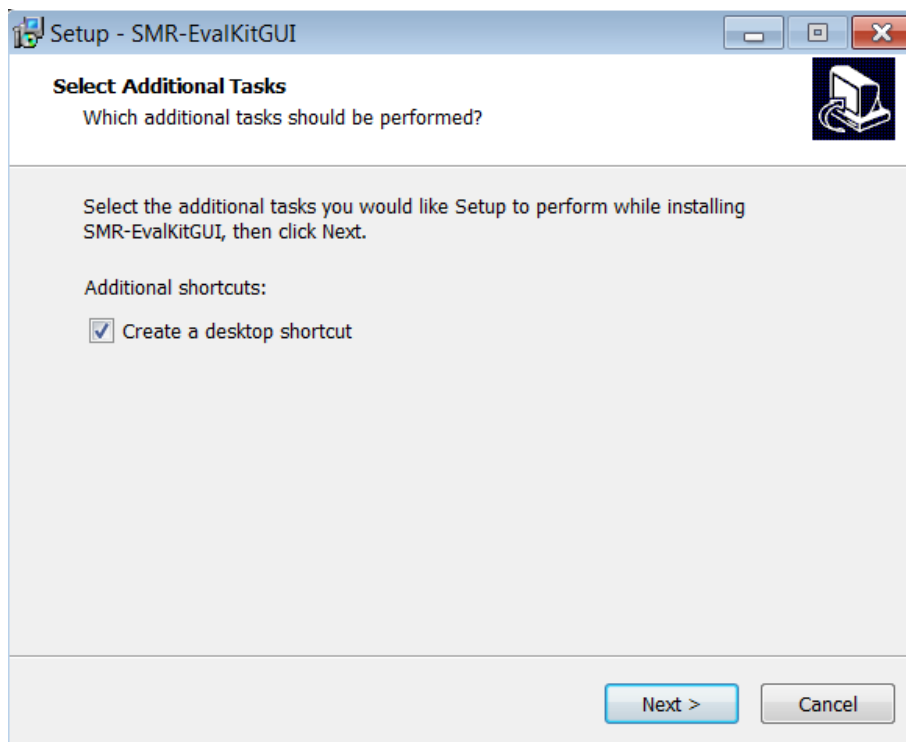 Setup - SMR-EvalKitGUI
Select Additional Tasks
Which additional tasks should be performed?
Select the additional tasks you would like Setup to perform while installing
SMR-EvalKitGUI, then click Next.
Additional shortcuts:
Create a desktop shortcut
Next >
Cancel